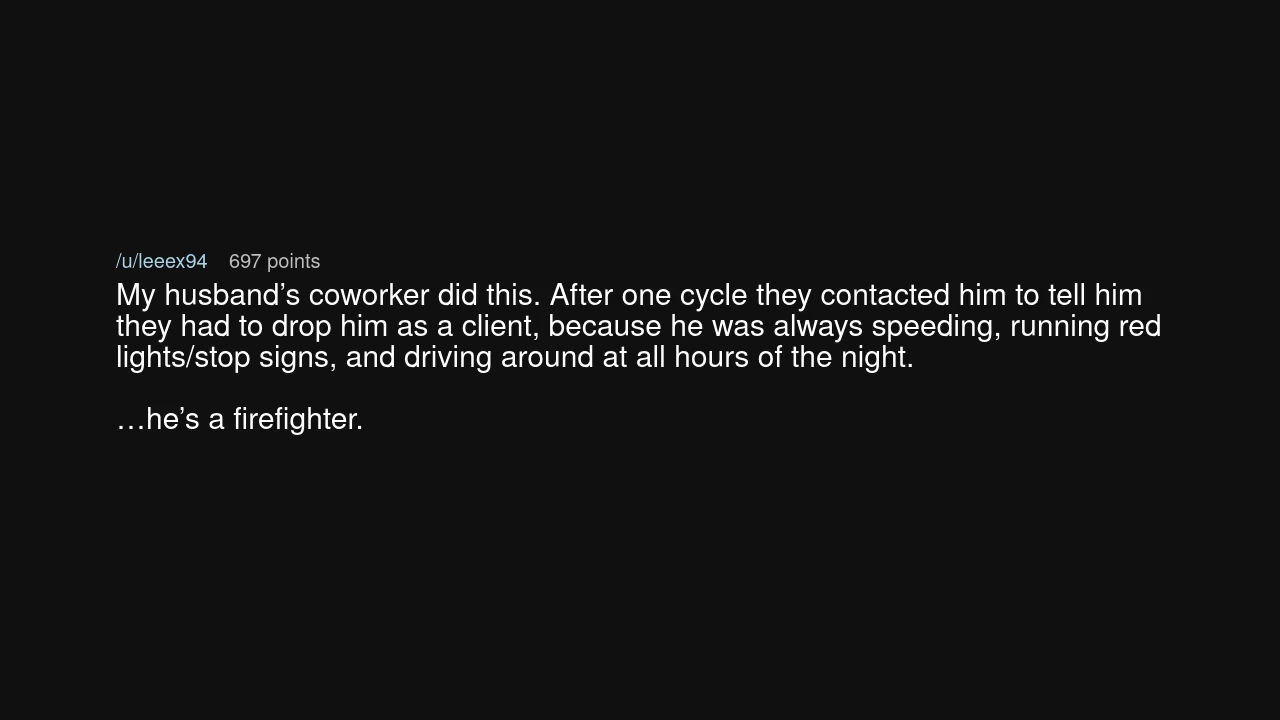 /u/leeex94 697 points
My husband’s coworker did this. After one cycle they contacted him to tell him
they had to drop him as a client, because he was always speeding, running red
lights/stop signs, and driving around at all hours of the night.
…he’s a firefighter.